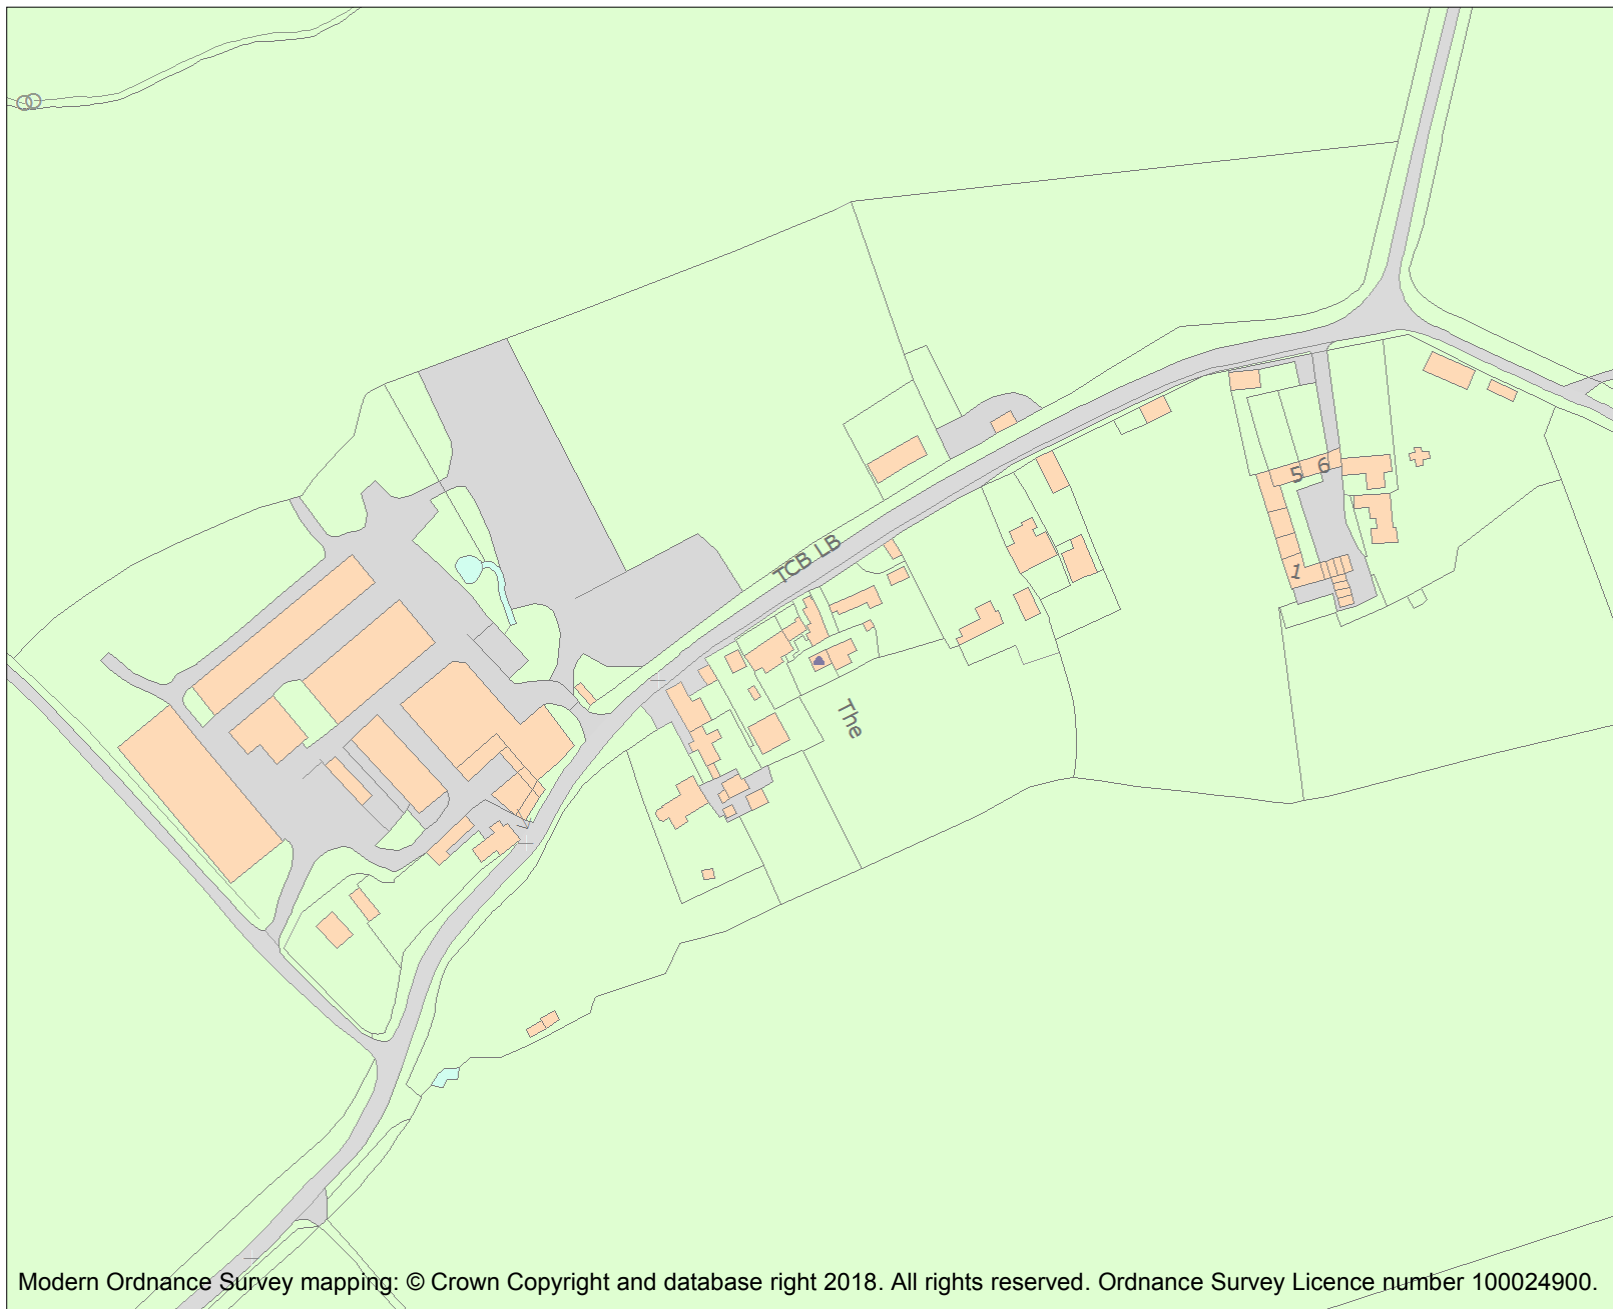 5 6
TCB LB
1
The
Modern Ordnance Survey mapping: © Crown Copyright and database right 2018. All rights reserved. Ordnance Survey Licence number 100024900.